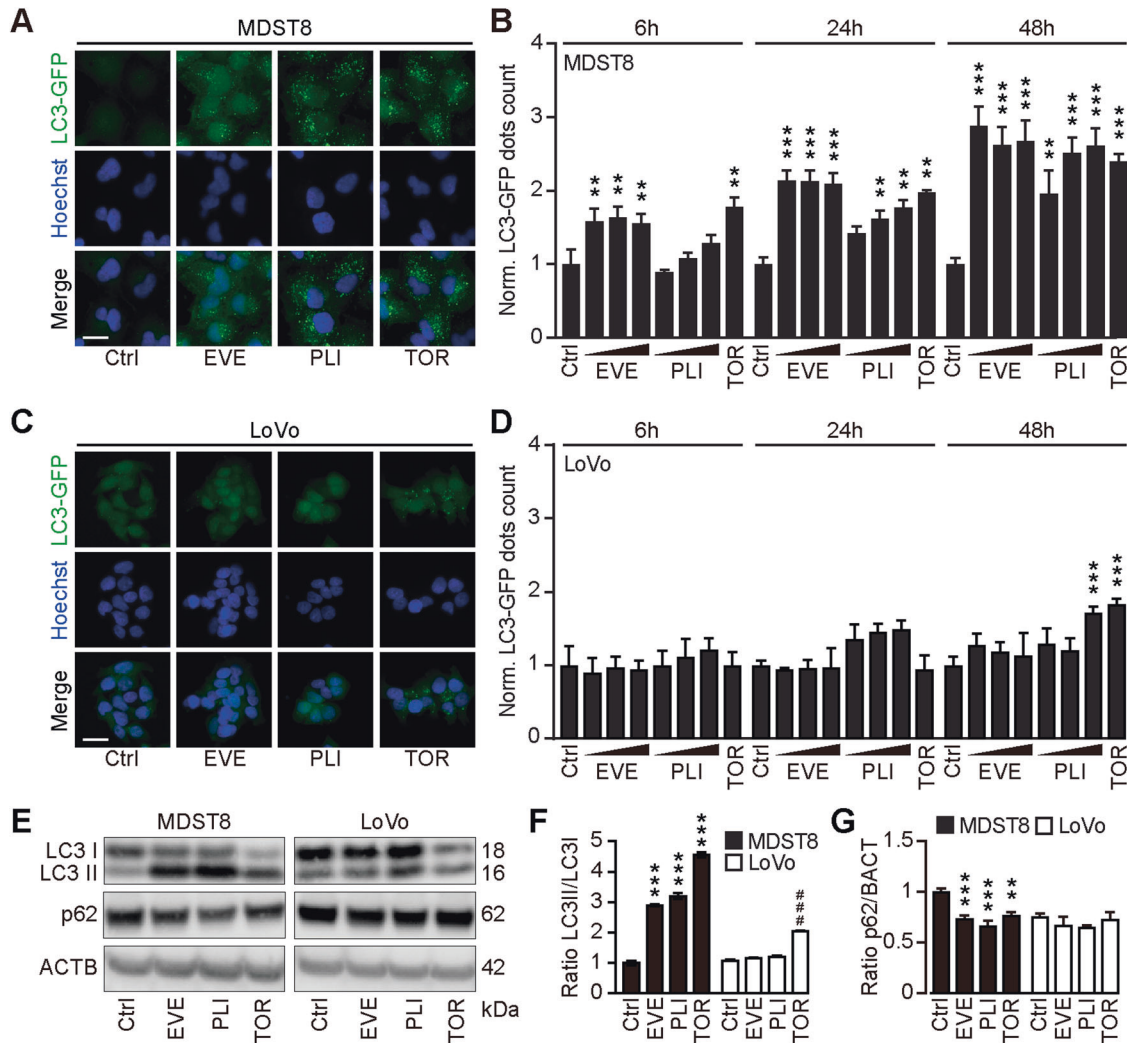 A
MDST8
LC3-GFP
Hoechst
Merge
Ctrl EVE PLI TOR
B
6h 24h 48h
MDST8
Norm. LC3-GFP dots count
4
3
2
1
0
** ** ** ** *** *** *** ** ** ** *** *** *** ** *** *** ***
Ctrl EVE PLI TOR Ctrl EVE PLI TOR Ctrl EVE PLI TOR
C
LoVo
LC3-GFP
Hoechst
Merge
Ctrl EVE PLI TOR
D
6h 24h 48h
LoVo
Norm. LC3-GFP dots count
4
3
2
1
0
*** ***
Ctrl EVE PLI TOR Ctrl EVE PLI TOR Ctrl EVE PLI TOR
E
MDST8 LoVo
LC3 I 18
LC3 II 16
p62 62
ACTB 42
Ctrl EVE PLI TOR Ctrl EVE PLI TOR kDa
F
MDST8
LoVo
Ratio LC3II/LC3I
5
4
3
2
1
0
*** *** *** ###
Ctrl EVE PLI TOR Ctrl EVE PLI TOR
G
MDST8 LoVo
Ratio p62/BACT
1.5
1
0.5
0
*** *** **
Ctrl EVE PLI TOR Ctrl EVE PLI TOR